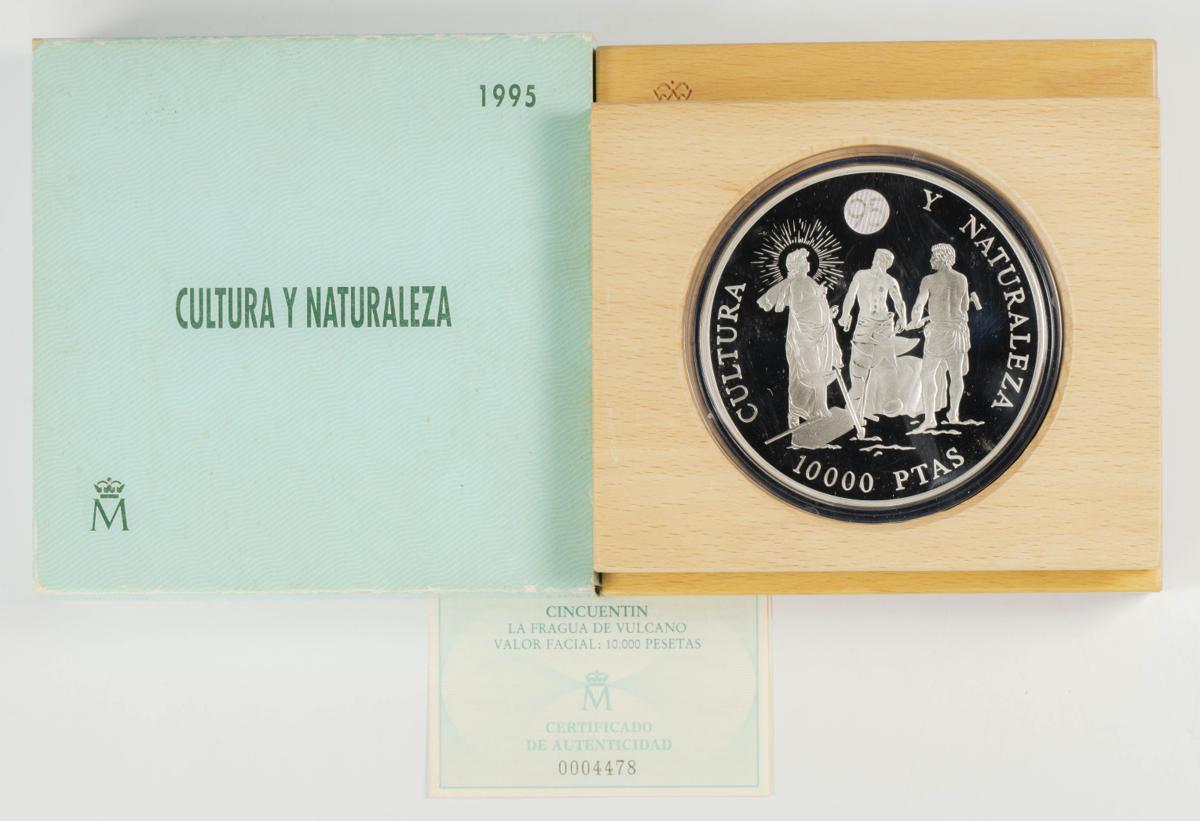 1995
CULTURA Y NATURALEZA
M
95
CULTURA Y NATURALEZA
10000 PTAS
CINCUENTIN
LA FRAGUA DE VULCANO
VALOR FACIAL: 10.000 PESETAS
M
CERTIFICADO
DE AUTENTICIDAD
0004478